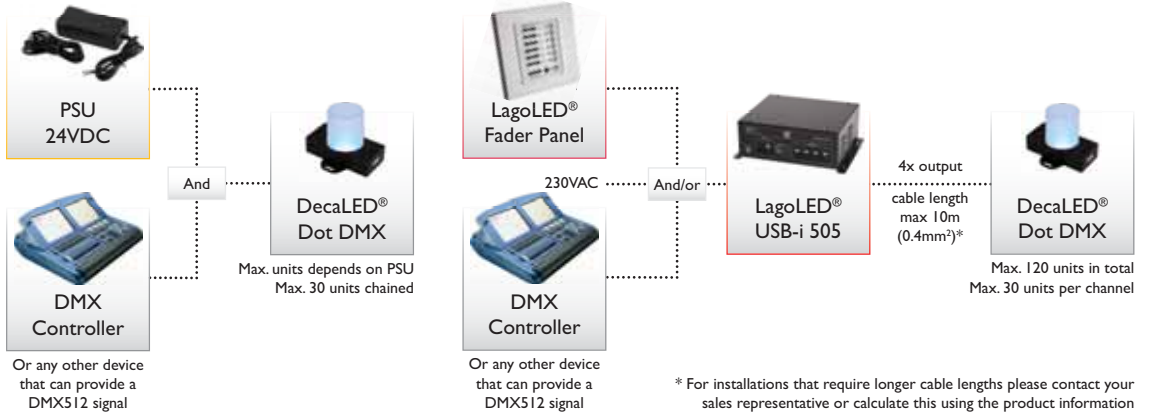 PSU
24VDC
And
DMX
Controller
Or any other device
that can provide a
DMX512 signal
DecaLED®
Dot DMX
Max. units depends on PSU
Max. 30 units chained
LagoLED®
Fader Panel
230VAC
And/or
DMX
Controller
Or any other device
that can provide a
DMX512 signal
LagoLED®
USB-i 505
4x output
cable length
max 10m
(0.4mm²)*
DecaLED®
Dot DMX
Max. 120 units in total
Max. 30 units per channel
* For installations that require longer cable lengths please contact your
sales representative or calculate this using the product information